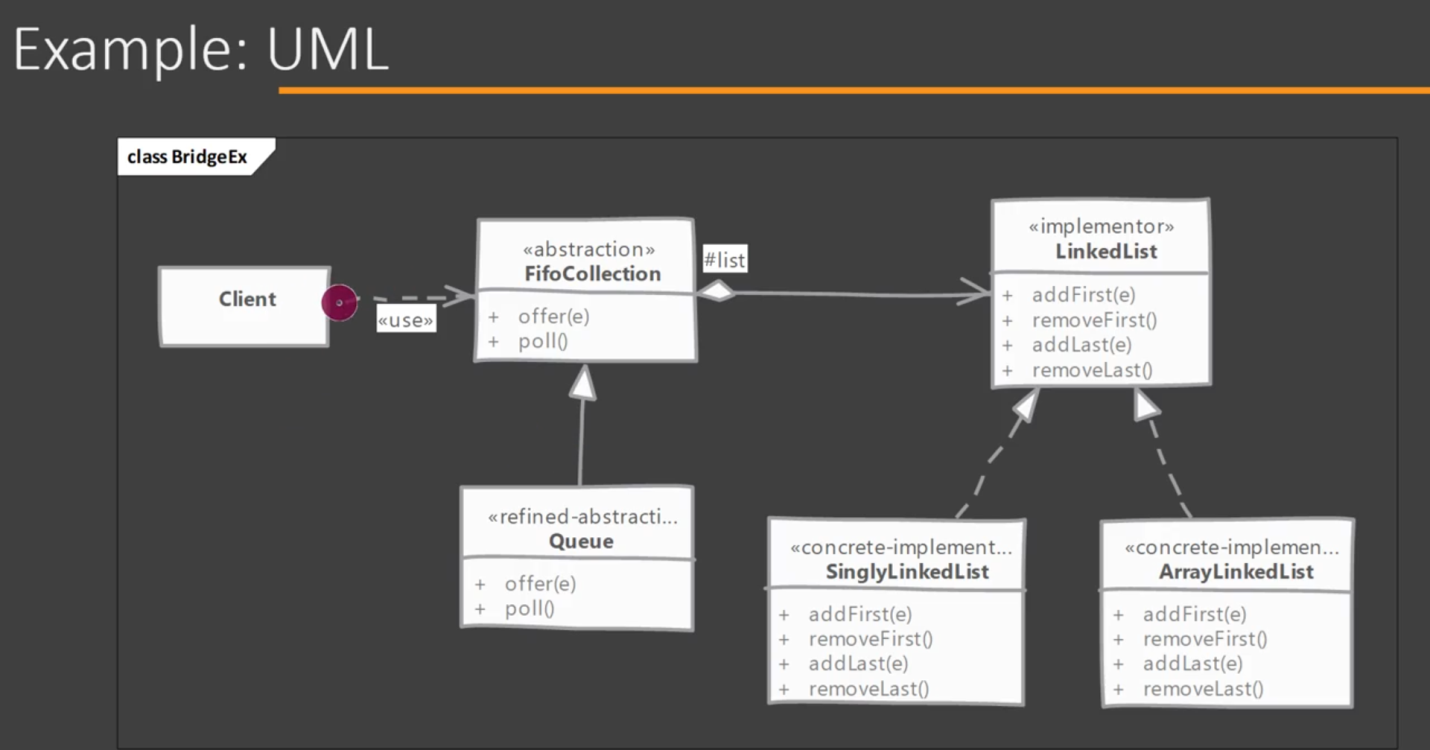 Example: UML
class BridgeEx
Client
«use»
«abstraction»
FifoCollection
+ offer(e)
+ poll()
#list
«implementor»
LinkedList
+ addFirst(e)
+ removeFirst()
+ addLast(e)
+ removeLast()
«refined-abstracti...
Queue
+ offer(e)
+ poll()
«concrete-implement...
SinglyLinkedList
+ addFirst(e)
+ removeFirst()
+ addLast(e)
+ removeLast()
«concrete-implemen...
ArrayLinkedList
+ addFirst(e)
+ removeFirst()
+ addLast(e)
+ removeLast()